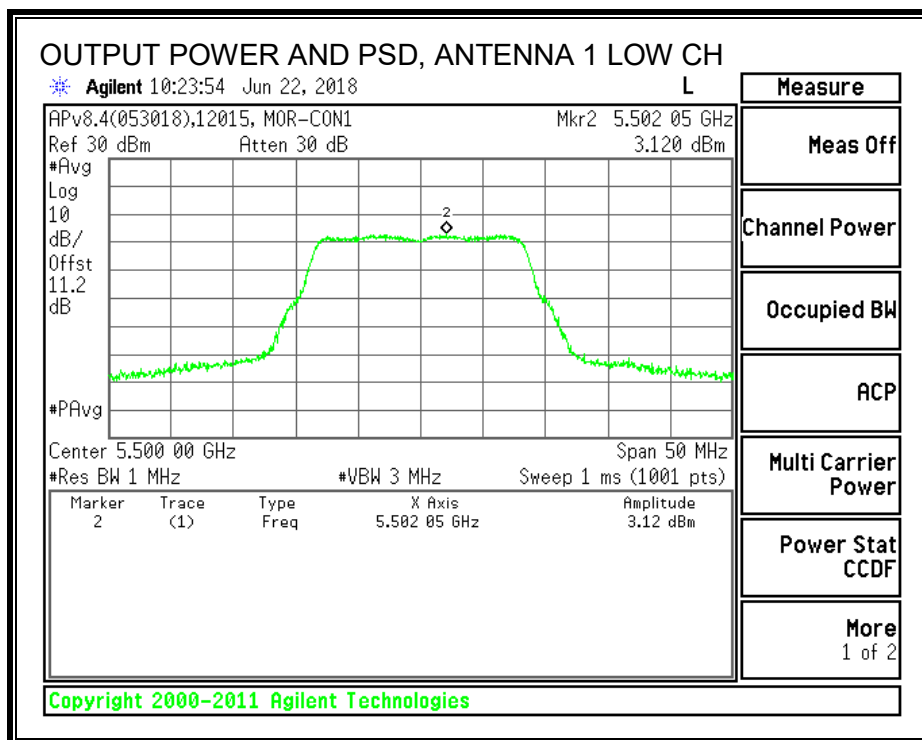 OUTPUT POWER AND PSD, ANTENNA 1 LOW CH
Agilent 10:23:54 Jun 22, 2018 L
APv8.4(053018),12015, MOR-CON1 Mkr2 5.502 05 GHz
Ref 30 dBm Atten 30 dB 3.120 dBm
#Avg
Log
10
dB/
Offst
11.2
dB
#PAvg
2
Center 5.500 00 GHz Span 50 MHz
#Res BW 1 MHz #VBW 3 MHz Sweep 1 ms (1001 pts)
Marker Trace Type X Axis Amplitude
2 (1) Freq 5.502 05 GHz 3.12 dBm
Measure
Meas Off
Channel Power
Occupied BW
ACP
Multi Carrier
Power
Power Stat
CCDF
More
1 of 2
Copyright 2000-2011 Agilent Technologies